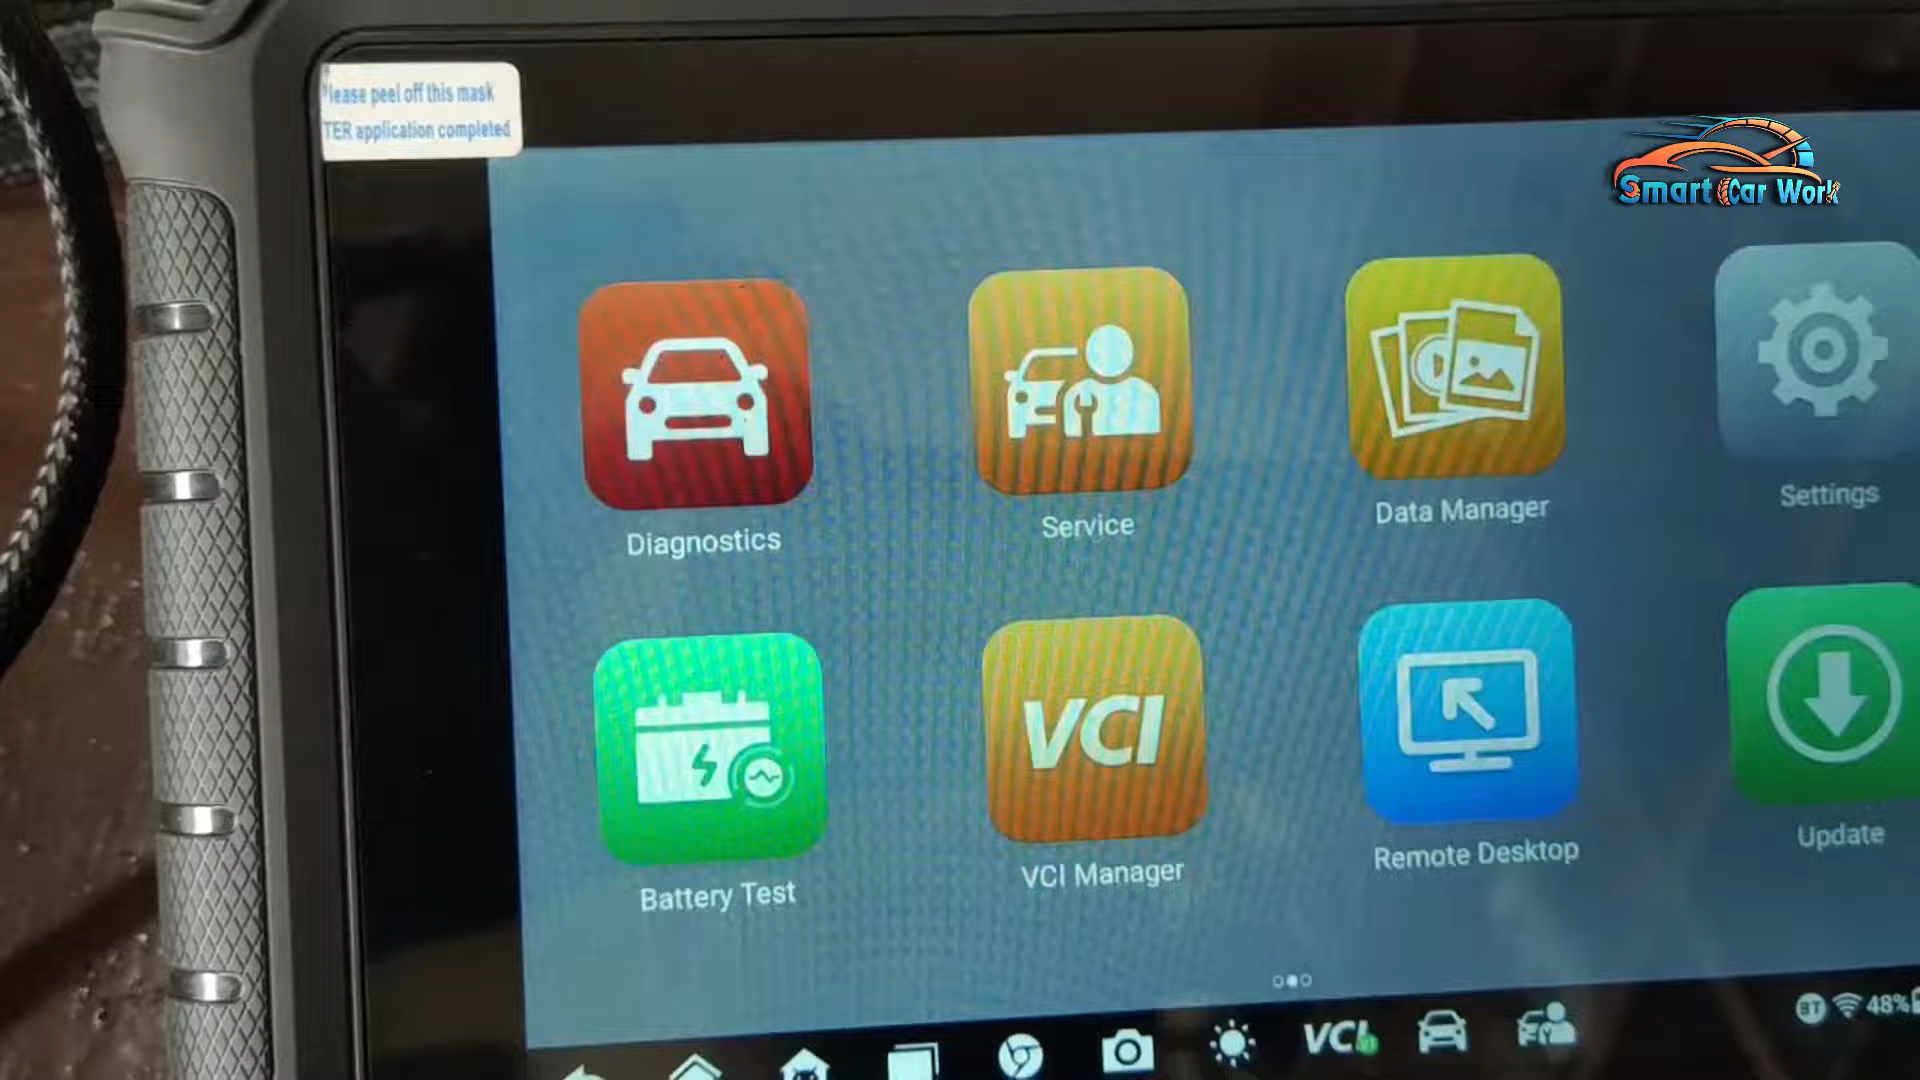 lease peel off this mask
TER application completed
Smart Car Work
Diagnostics
Service
Data Manager
Settings
VCI
Battery Test
VCI Manager
Remote Desktop
Update
VCI
BT
48%